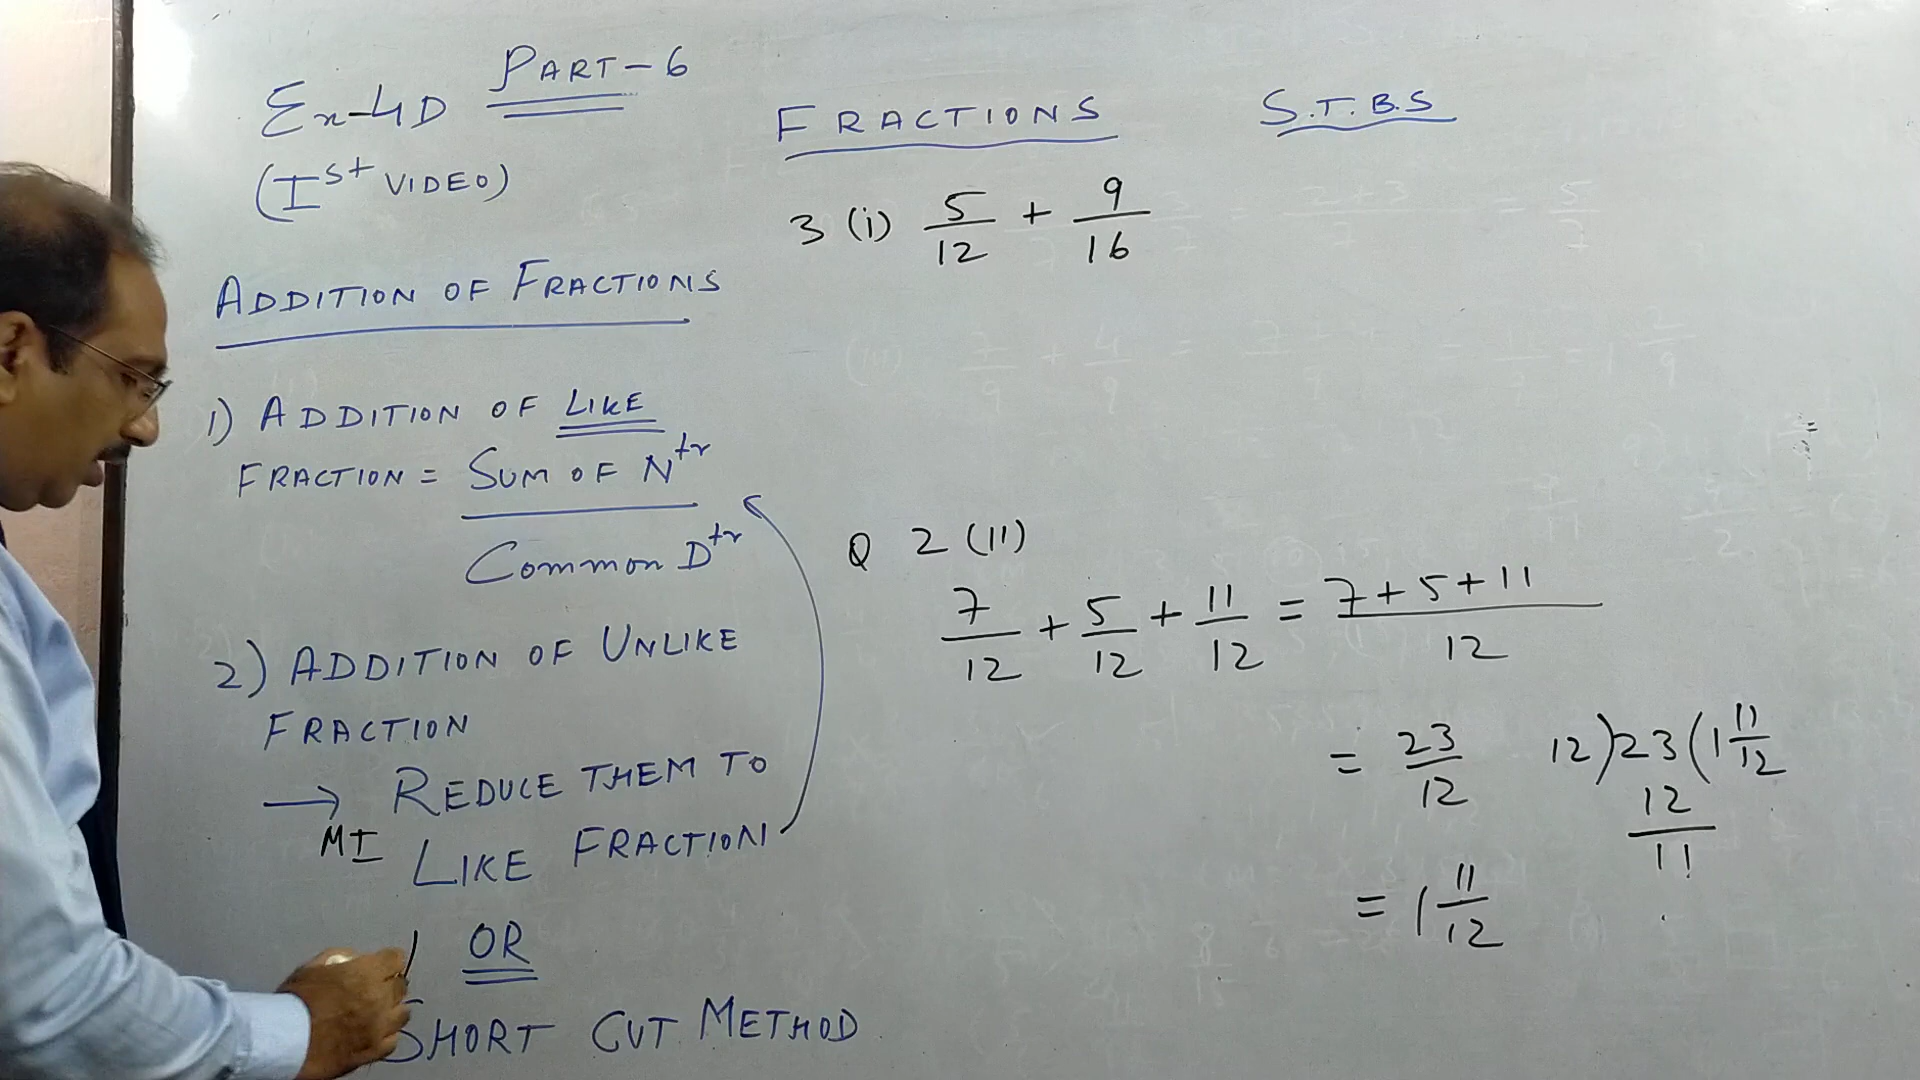 PART-6
Ex-4D
(Ist VIDEO)
ADDITION OF FRACTIONS
1) ADDITION OF LIKE
FRACTION = SUM OF Ntr
COMMON Dtr
2) ADDITION OF UNLIKE
FRACTION
→ REDUCE THEM TO
MI LIKE FRACTION
OR
SHORT CUT METHOD
FRACTIONS
S.T.B.S
3 (i) 5/12 + 9/16
Q 2 (11)
7/12 + 5/12 + 11/12 = 7+5+11/12
= 23/12
12)23(1 11/12
12
11
= 1 11/12